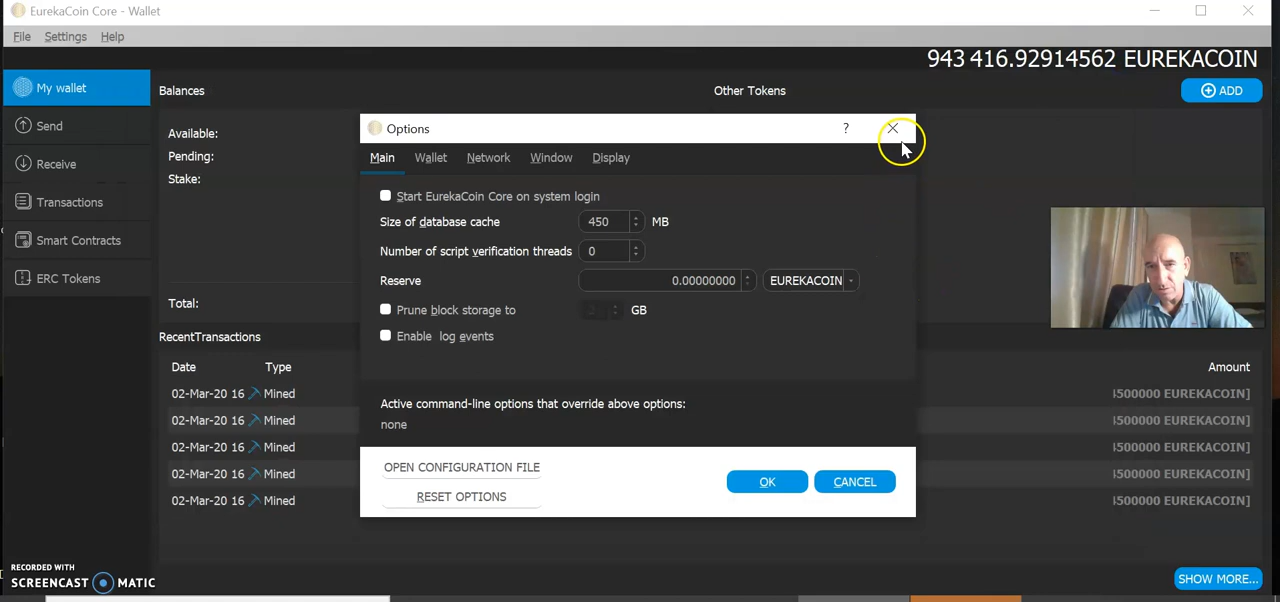 EurekaCoin Core - Wallet
File Settings Help
943 416.92914562 EUREKACOIN
My wallet
Send
Receive
Transactions
Smart Contracts
ERC Tokens
Balances
Other Tokens
ADD
Available:
Pending:
Stake:
Total:
Options ?
Main Wallet Network Window Display
Start EurekaCoin Core on system login
Size of database cache 450 MB
Number of script verification threads 0
Reserve 0.00000000 EUREKACOIN
Prune block storage to GB
Enable log events
Active command-line options that override above options:
none
OPEN CONFIGURATION FILE
RESET OPTIONS
OK CANCEL
RecentTransactions
Date Type Amount
02-Mar-20 16 Mined 4500000 EUREKACOIN]
02-Mar-20 16 Mined 4500000 EUREKACOIN]
02-Mar-20 16 Mined 4500000 EUREKACOIN]
02-Mar-20 16 Mined 4500000 EUREKACOIN]
02-Mar-20 16 Mined 4500000 EUREKACOIN]
SHOW MORE...
RECORDED WITH
SCREENCAST MATIC